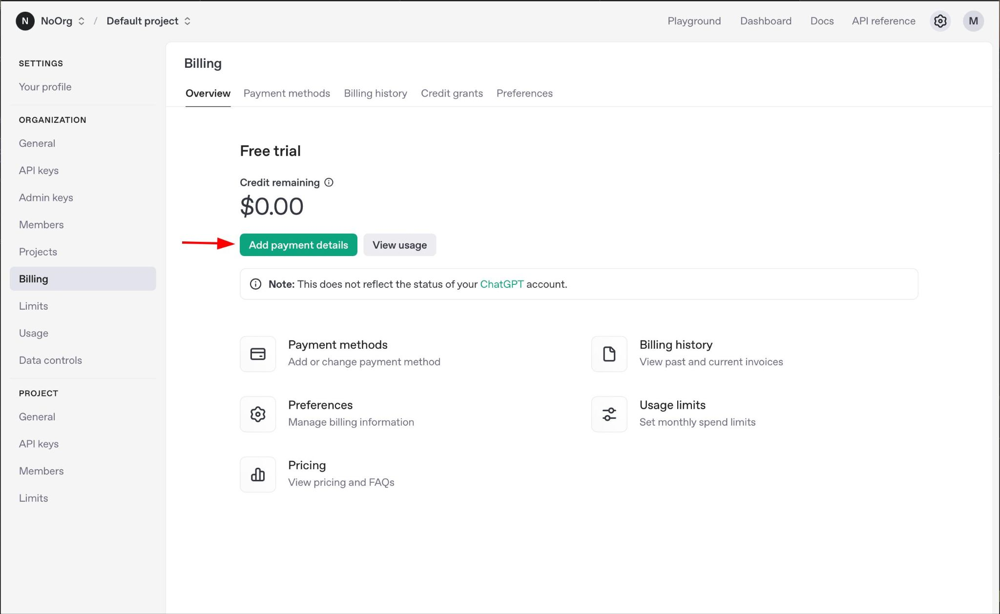 N NoOrg / Default project Playground Dashboard Docs API reference M
SETTINGS
Your profile
ORGANIZATION
General
API keys
Admin keys
Members
Projects
Billing
Limits
Usage
Data controls
PROJECT
General
API keys
Members
Limits
Billing
Overview Payment methods Billing history Credit grants Preferences
Free trial
Credit remaining
$0.00
Add payment details View usage
Note: This does not reflect the status of your ChatGPT account.
Payment methods
Add or change payment method
Billing history
View past and current invoices
Preferences
Manage billing information
Usage limits
Set monthly spend limits
Pricing
View pricing and FAQs